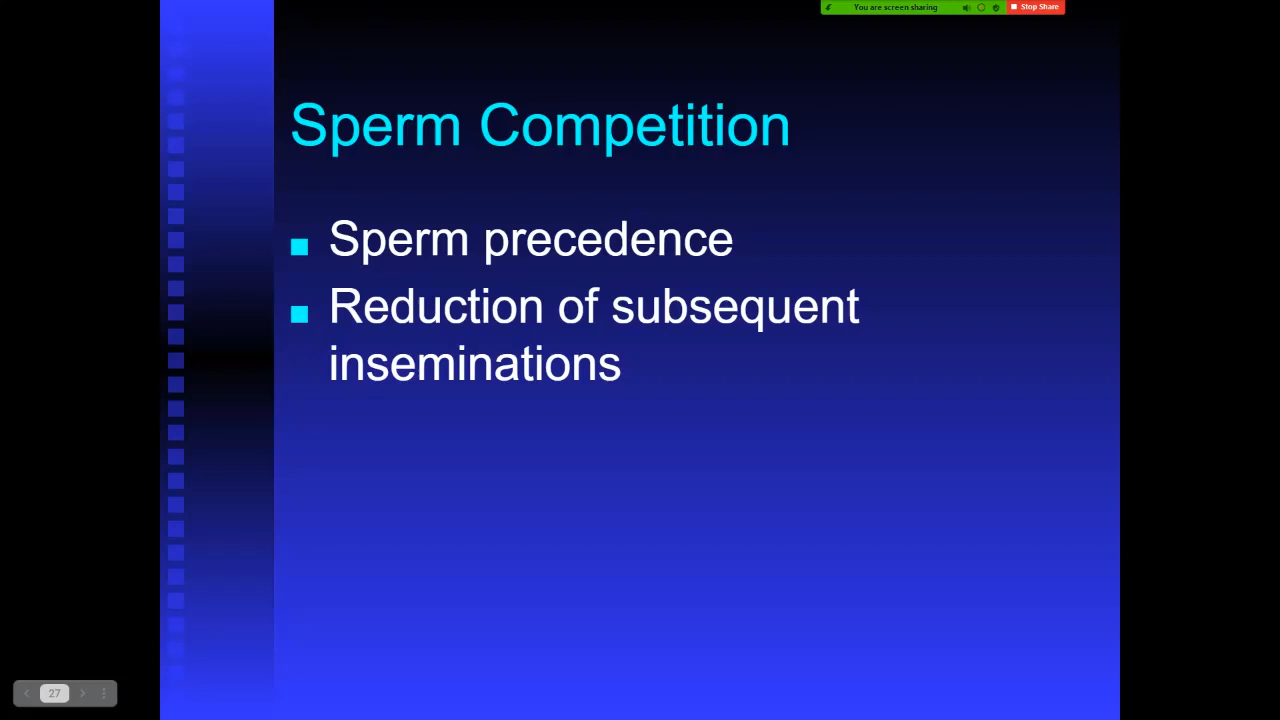 You are screen sharing
Stop Share
Sperm Competition
Sperm precedence
Reduction of subsequent
inseminations
27